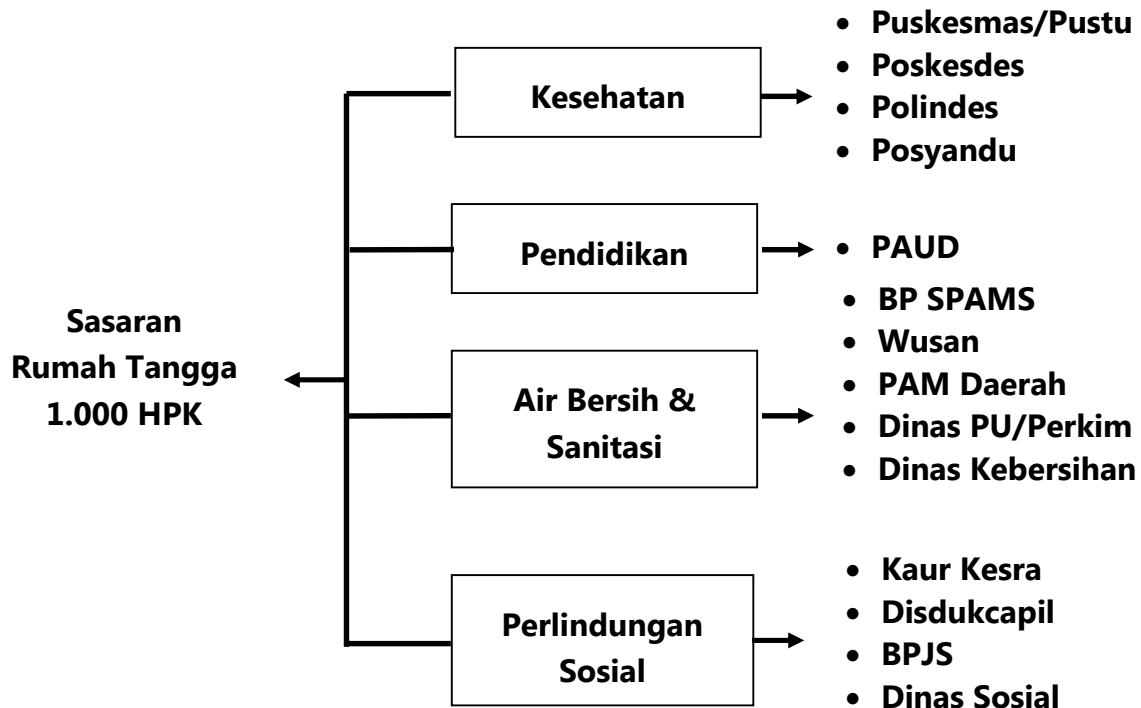 Sasaran
Rumah Tangga
1.000 HPK
Kesehatan
• Puskesmas/Pustu
• Poskesdes
• Polindes
• Posyandu
Pendidikan
• PAUD
Air Bersih &
Sanitasi
• BP SPAMS
• Wusan
• PAM Daerah
• Dinas PU/Perkim
• Dinas Kebersihan
Perlindungan
Sosial
• Kaur Kesra
• Disdukcapil
• BPJS
• Dinas Sosial